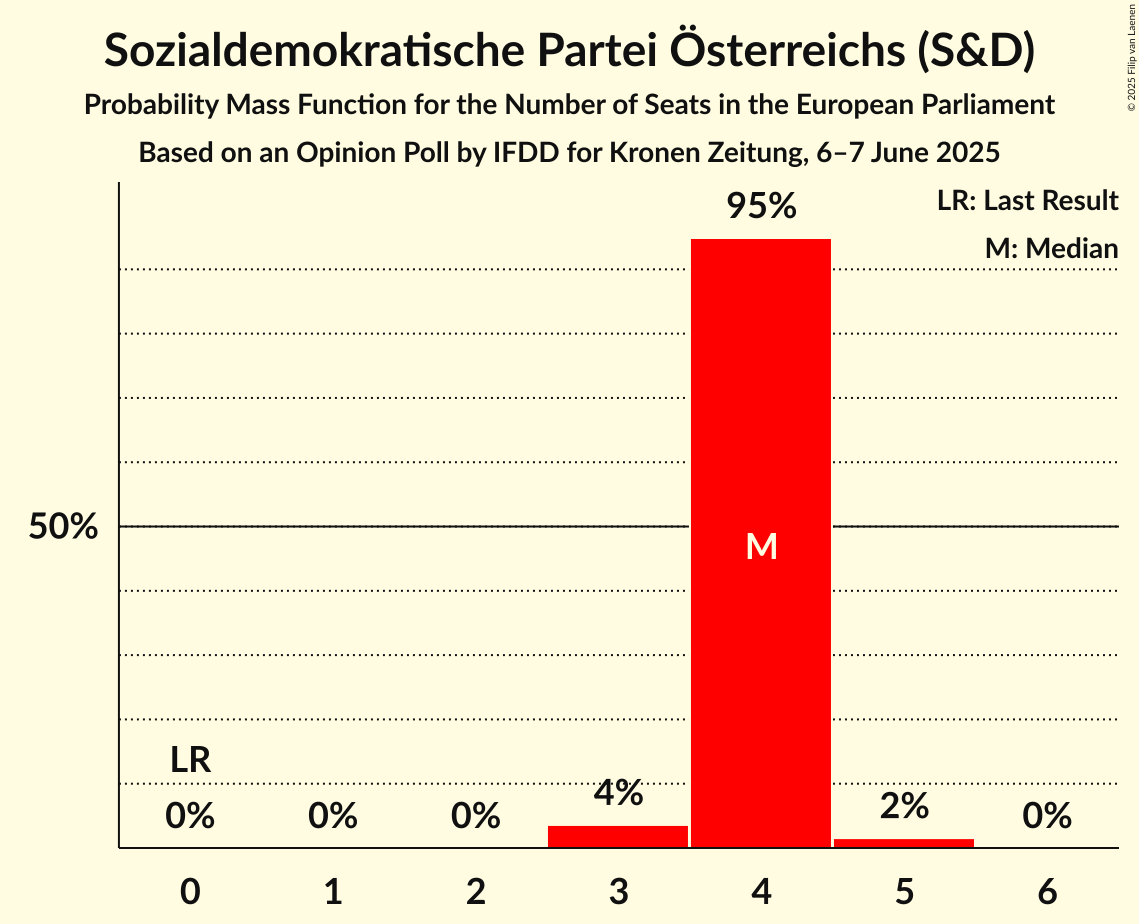 Sozialdemokratische Partei Österreichs (S&D)
Probability Mass Function for the Number of Seats in the European Parliament
Based on an Opinion Poll by IFDD for Kronen Zeitung, 6–7 June 2025
© 2025 Filip van Laenen
LR: Last Result
M: Median
95%
50%
M
LR
0%
0%
0%
4%
2%
0%
0
1
2
3
4
5
6